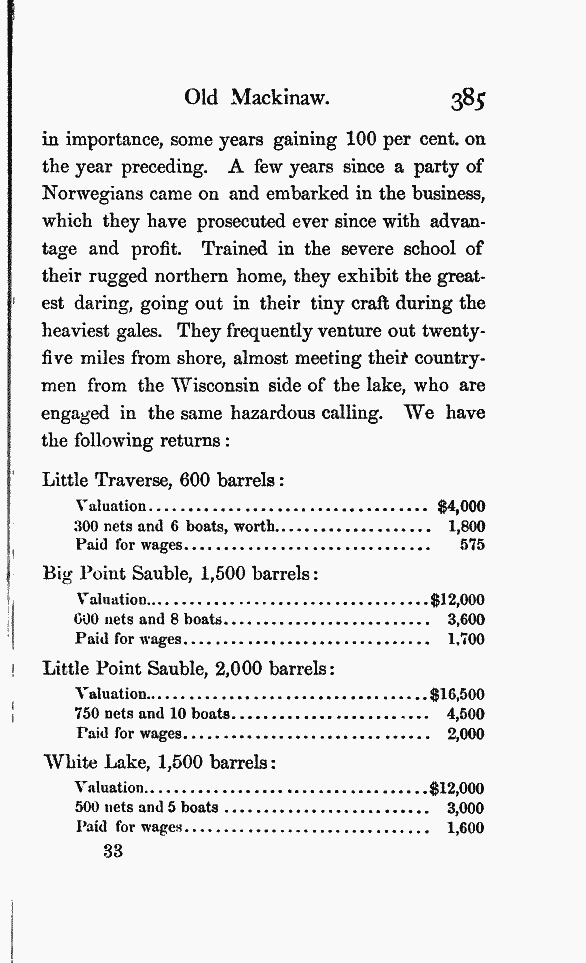 Old Mackinaw. 385
in importance, some years gaining 100 per cent. on
the year preceding. A few years since a party of
Norwegians came on and embarked in the business,
which they have prosecuted ever since with advan-
tage and profit. Trained in the severe school of
their rugged northern home, they exhibit the great-
est daring, going out in their tiny craft during the
heaviest gales. They frequently venture out twenty-
five miles from shore, almost meeting their country-
men from the Wisconsin side of the lake, who are
engaged in the same hazardous calling. We have
the following returns :
Little Traverse, 600 barrels :
Valuation................................... $4,000
300 nets and 6 boats, worth.................... 1,800
Paid for wages............................... 575
Big Point Sauble, 1,500 barrels :
Valuation...................................$12,000
600 nets and 8 boats.......................... 3,600
Paid for wages............................... 1,700
Little Point Sauble, 2,000 barrels :
Valuation...................................$16,500
750 nets and 10 boats......................... 4,500
Paid for wages............................... 2,000
White Lake, 1,500 barrels :
Valuation...................................$12,000
500 nets and 5 boats .......................... 3,000
Paid for wages............................... 1,600
33